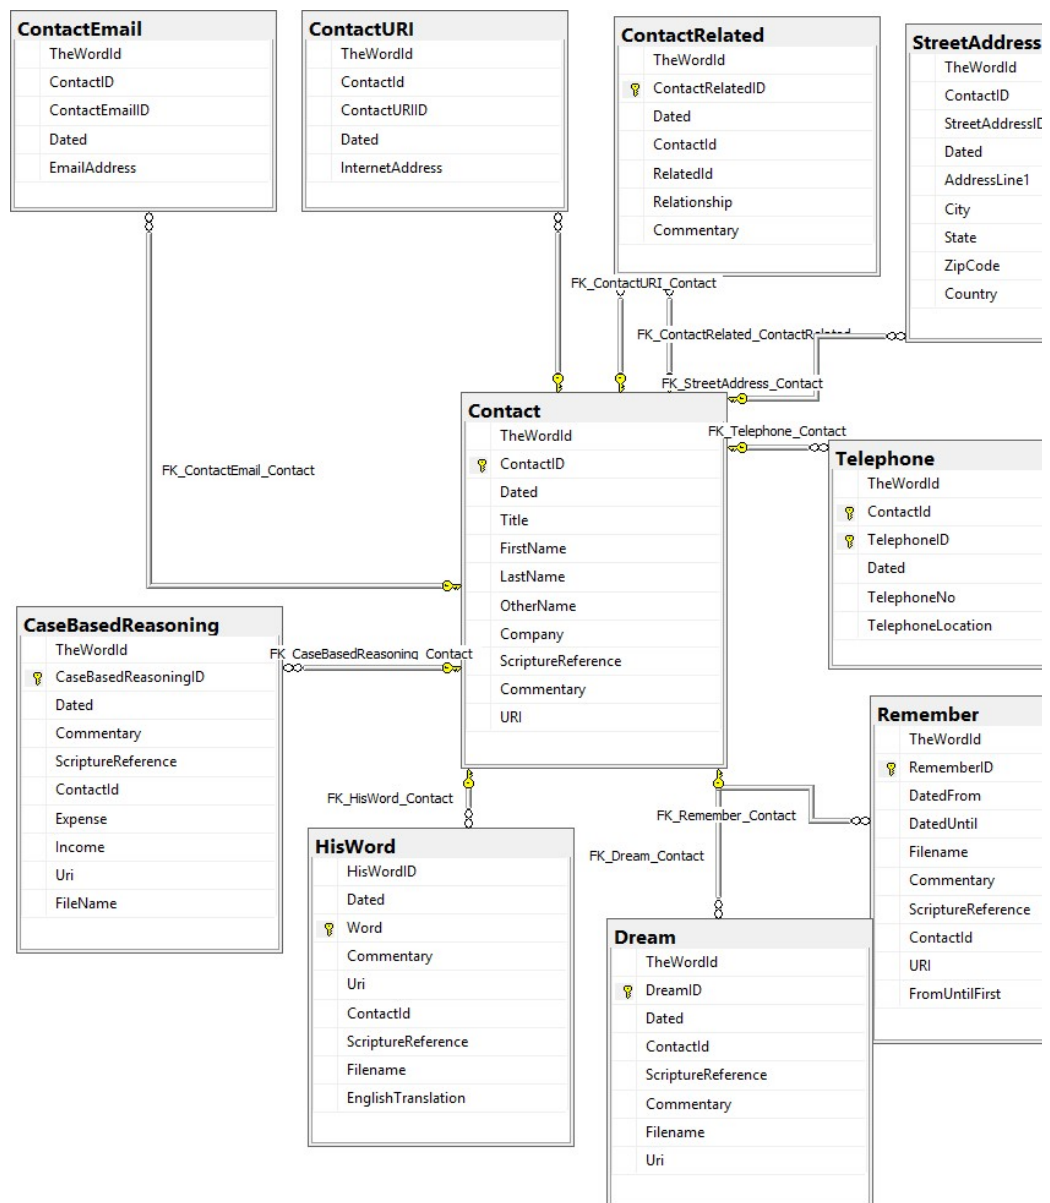 ContactEmail
TheWordId
ContactID
ContactEmailID
Dated
EmailAddress
ContactURI
TheWordId
ContactId
ContactURIID
Dated
InternetAddress
ContactRelated
TheWordId
ContactRelatedID
Dated
ContactId
RelatedId
Relationship
Commentary
StreetAddress
TheWordId
ContactID
StreetAddressID
Dated
AddressLine1
City
State
ZipCode
Country
FK_ContactURI_Contact
FK_ContactRelated_ContactRelated
FK_StreetAddress_Contact
FK_Telephone_Contact
FK_ContactEmail_Contact
Contact
TheWordId
ContactID
Dated
Title
FirstName
LastName
OtherName
Company
ScriptureReference
Commentary
URI
Telephone
TheWordId
ContactId
TelephoneID
Dated
TelephoneNo
TelephoneLocation
CaseBasedReasoning
TheWordId
CaseBasedReasoningID
Dated
Commentary
ScriptureReference
ContactId
Expense
Income
Uri
FileName
FK_CaseBasedReasoning_Contact
FK_HisWord_Contact
FK_Remember_Contact
FK_Dream_Contact
Remember
TheWordId
RememberID
DatedFrom
DatedUntil
Filename
Commentary
ScriptureReference
ContactId
URI
FromUntilFirst
HisWord
HisWordID
Dated
Word
Commentary
Uri
ContactId
ScriptureReference
Filename
EnglishTranslation
Dream
TheWordId
DreamID
Dated
ContactId
ScriptureReference
Commentary
Filename
Uri